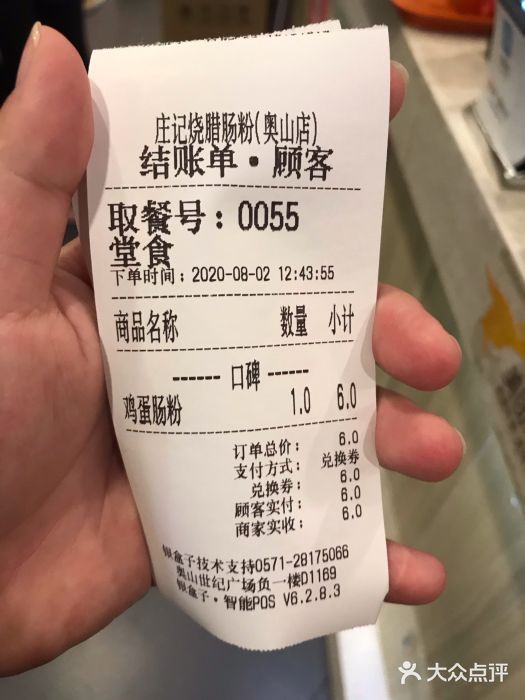 庄记烧腊肠粉(奥山店)
结账单·顾客
取餐号：0055
堂食
下单时间：2020-08-02 12:43:55
商品名称 数量 小计
------ 口碑 ------
鸡蛋肠粉 1.0 6.0
订单总价： 6.0
支付方式： 兑换券
兑换券： 6.0
顾客实付： 6.0
商家实收： 6.0
银盒子技术支持0571-28175066
奥山世纪广场负一楼D1169
银盒子·智能POS V6.2.8.3
大众点评